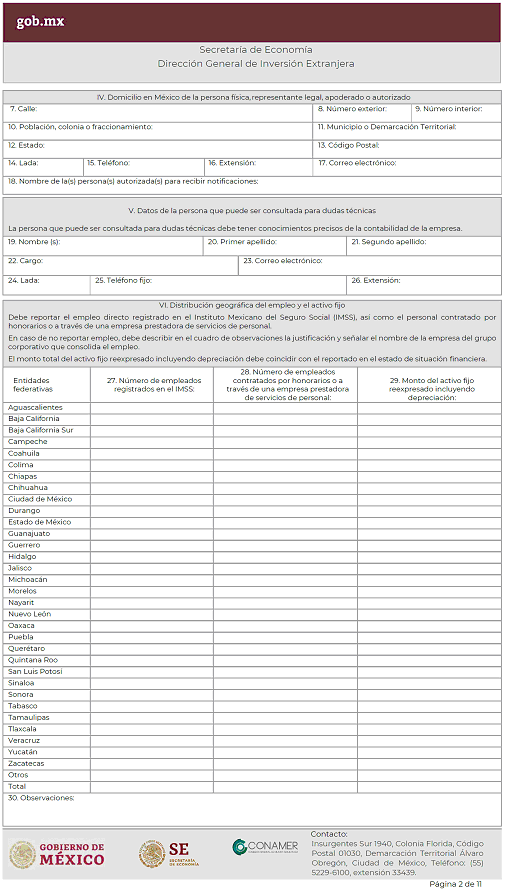 gob.mx
Secretaría de Economía
Dirección General de Inversión Extranjera
IV. Domicilio en México de la persona física, representante legal, apoderado o autorizado
7. Calle: 8. Número exterior: 9. Número interior:
10. Población, colonia o fraccionamiento: 11. Municipio o Demarcación Territorial:
12. Estado: 13. Código Postal:
14. Lada: 15. Teléfono: 16. Extensión: 17. Correo electrónico:
18. Nombre de la(s) persona(s) autorizada(s) para recibir notificaciones:
V. Datos de la persona que puede ser consultada para dudas técnicas
La persona que puede ser consultada para dudas técnicas debe tener conocimientos precisos de la contabilidad de la empresa.
19. Nombre (s): 20. Primer apellido: 21. Segundo apellido:
22. Cargo: 23. Correo electrónico:
24. Lada: 25. Teléfono fijo: 26. Extensión:
VI. Distribución geográfica del empleo y el activo fijo
Debe reportar el empleo directo registrado en el Instituto Mexicano del Seguro Social (IMSS), así como el personal contratado por
honorarios o a través de una empresa prestadora de servicios de personal.
En caso de no reportar empleo, debe describir en el cuadro de observaciones la justificación y señalar el nombre de la empresa del grupo
corporativo que consolida el empleo.
El monto total del activo fijo reexpresado incluyendo depreciación debe coincidir con el reportado en el estado de situación financiera.
Entidades
federativas
27. Número de empleados
registrados en el IMSS:
28. Número de empleados
contratados por honorarios o a
través de una empresa prestadora
de servicios de personal:
29. Monto del activo fijo
reexpresado incluyendo
depreciación:
Aguascalientes
Baja California
Baja California Sur
Campeche
Coahuila
Colima
Chiapas
Chihuahua
Ciudad de México
Durango
Estado de México
Guanajuato
Guerrero
Hidalgo
Jalisco
Michoacán
Morelos
Nayarit
Nuevo León
Oaxaca
Puebla
Querétaro
Quintana Roo
San Luis Potosí
Sinaloa
Sonora
Tabasco
Tamaulipas
Tlaxcala
Veracruz
Yucatán
Zacatecas
Otros
Total
30. Observaciones:
GOBIERNO DE
MÉXICO
SE
SECRETARÍA
DE ECONOMÍA
CONAMER
Contacto:
Insurgentes Sur 1940, Colonia Florida, Código
Postal 01030, Demarcación Territorial Álvaro
Obregón, Ciudad de México, Teléfono: (55)
5229-6100, extensión 33439.
Página 2 de 11